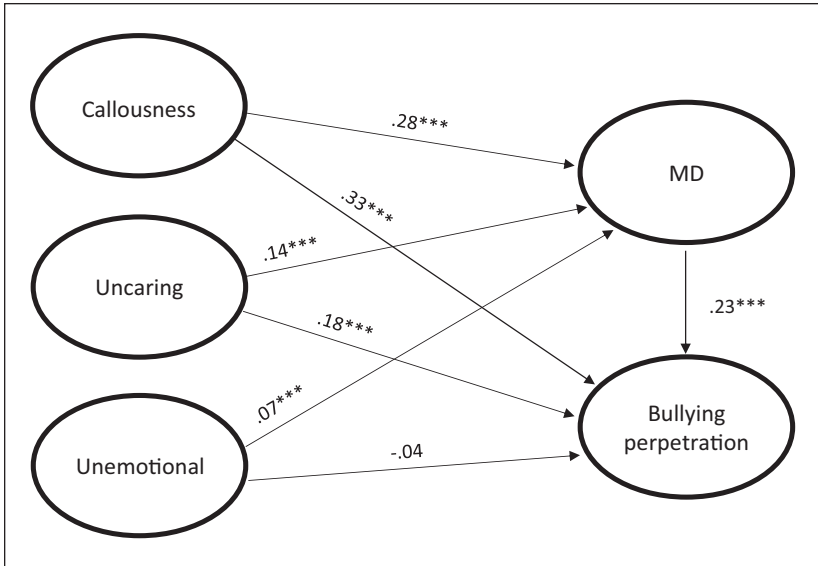 Callousness
.28***
MD
.33***
.14***
Uncaring
.23***
.18***
.07***
Bullying
perpetration
Unemotional
-.04